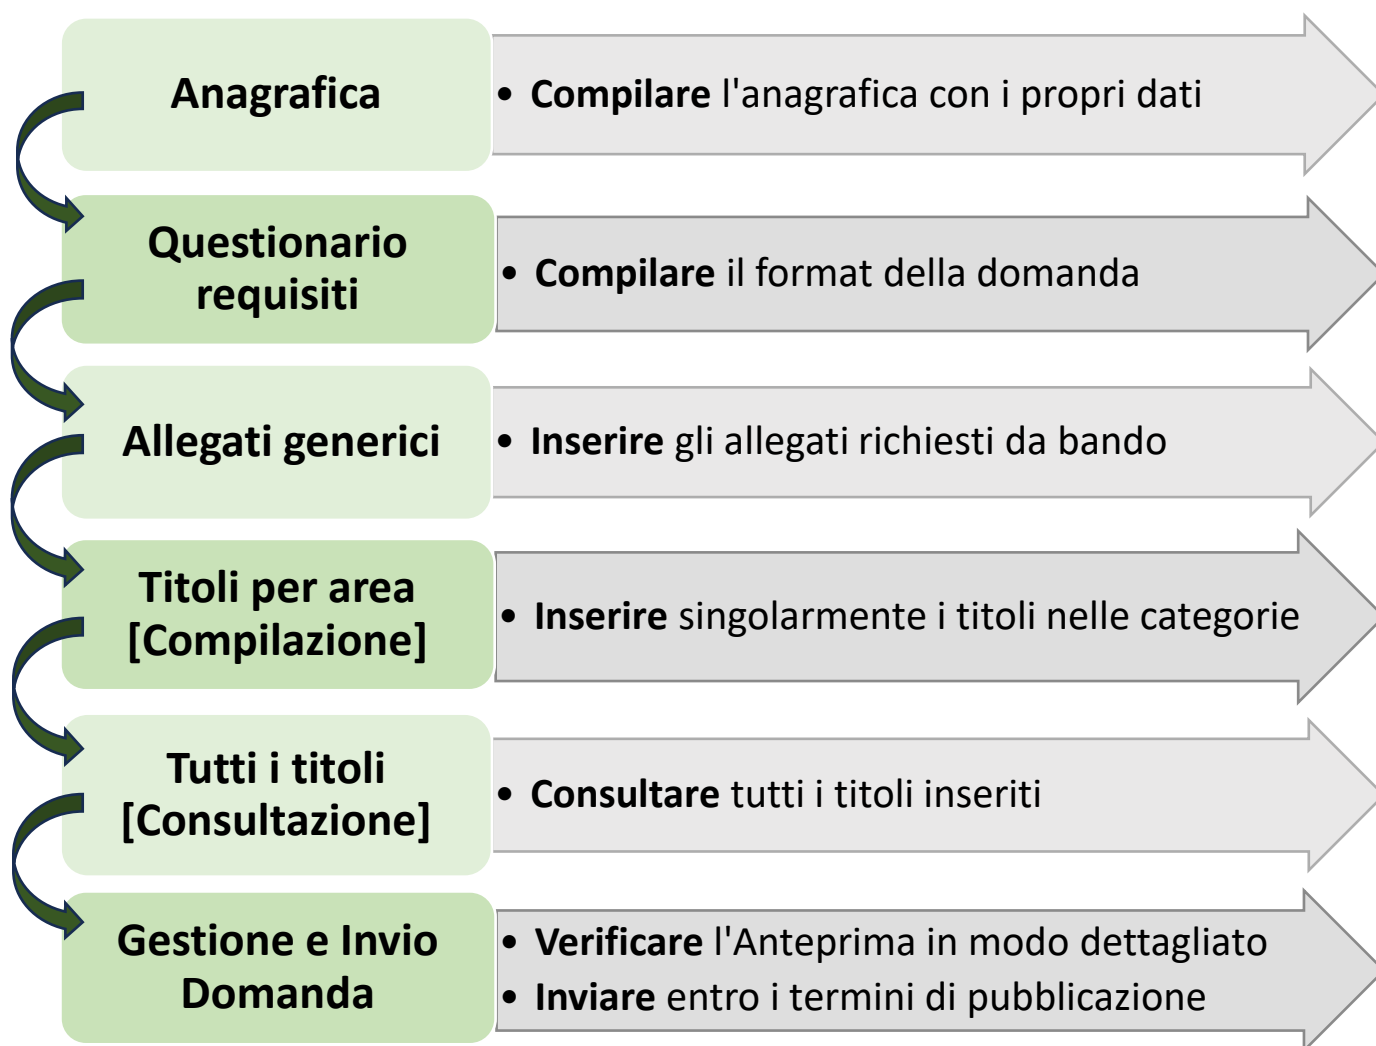 Anagrafica
• Compilare l'anagrafica con i propri dati
Questionario
requisiti
• Compilare il format della domanda
Allegati generici
• Inserire gli allegati richiesti da bando
Titoli per area
[Compilazione]
• Inserire singolarmente i titoli nelle categorie
Tutti i titoli
[Consultazione]
• Consultare tutti i titoli inseriti
Gestione e Invio
Domanda
• Verificare l'Anteprima in modo dettagliato
• Inviare entro i termini di pubblicazione